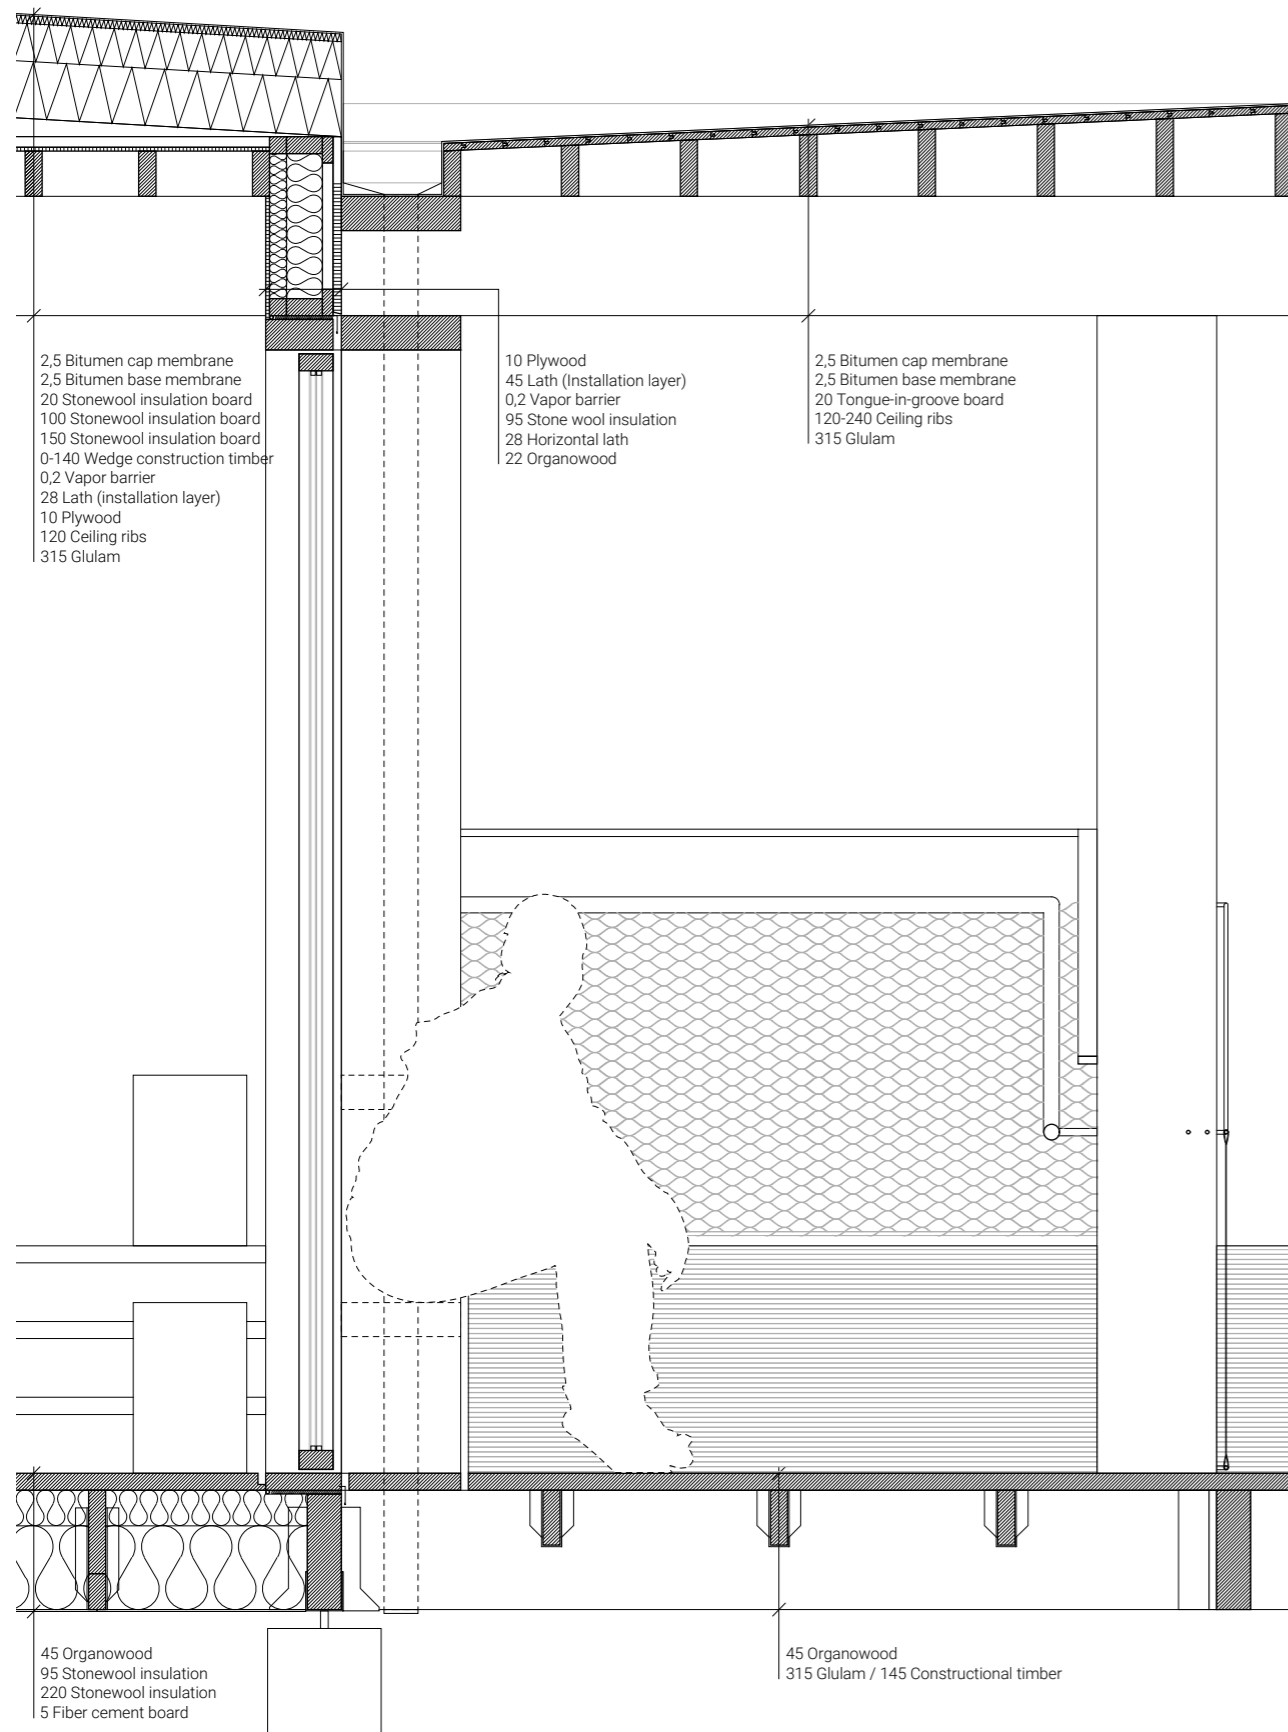 2,5 Bitumen cap membrane
2,5 Bitumen base membrane
20 Stonewool insulation board
100 Stonewool insulation board
150 Stonewool insulation board
0-140 Wedge construction timber
0,2 Vapor barrier
28 Lath (installation layer)
10 Plywood
120 Ceiling ribs
315 Glulam
10 Plywood
45 Lath (Installation layer)
0,2 Vapor barrier
95 Stone wool insulation
28 Horizontal lath
22 Organowood
2,5 Bitumen cap membrane
2,5 Bitumen base membrane
20 Tongue-in-groove board
120-240 Ceiling ribs
315 Glulam
45 Organowood
95 Stonewool insulation
220 Stonewool insulation
5 Fiber cement board
45 Organowood
315 Glulam / 145 Constructional timber